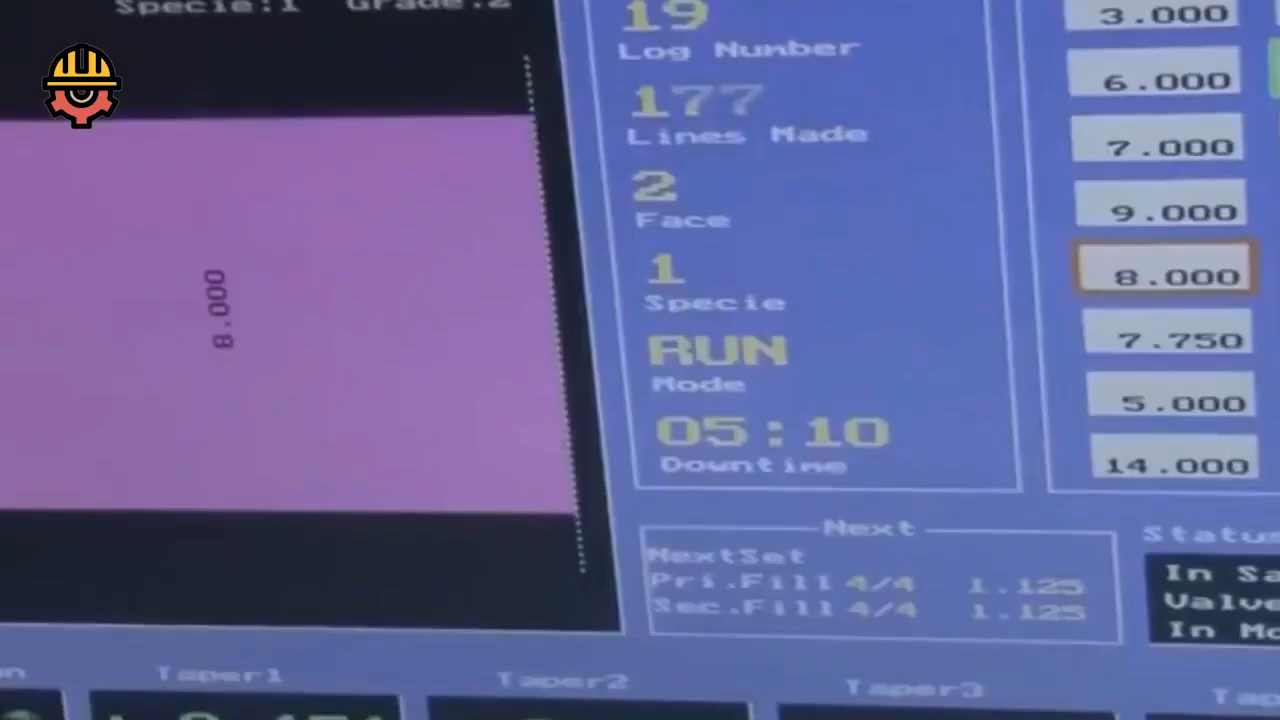 Specie:1 Grade:2
8.000
19
Log Number
177
Lines Made
2
Face
1
Specie
RUN
Mode
05:10
Downtime
3.000
6.000
7.000
9.000
8.000
7.750
5.000
14.000
Next
NextSet
Pri.Fill 4/4 1.125
Sec.Fill 4/4 1.125
Status
In
Valve
In
Taper1
Taper2
Taper3